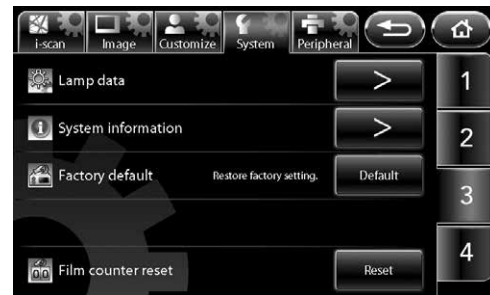 i-scan Image Customize System Peripheral
Lamp data > 1
System information > 2
Factory default Restore factory setting. Default 3
Film counter reset Reset 4